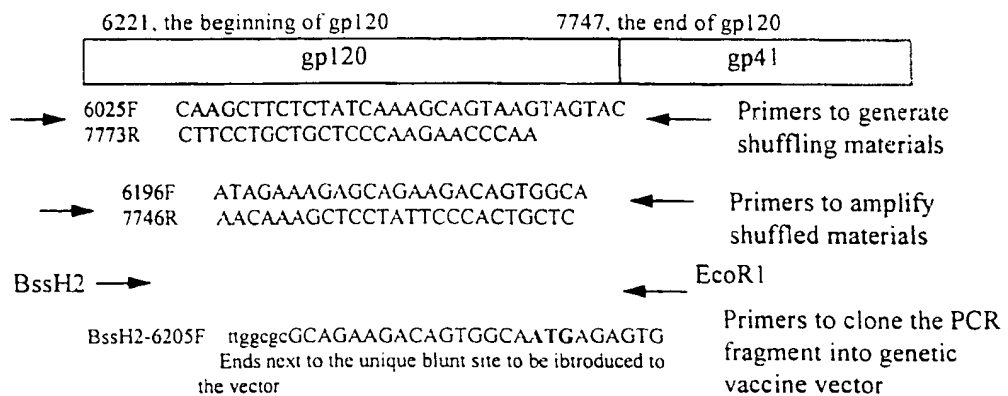 6221, the beginning of gp120
7747, the end of gp120
gp120
gp41
6025F CAAGCTTCTCTATCAAAGCAGTAAGTAGTAC
7773R CTTCCTGCTGCTCCCAAGAACCCAA
Primers to generate
shuffling materials
6196F ATAGAAAGAGCAGAAGACAGTGGCA
7746R AACAAAGCTCCTATTCCCACTGCTC
Primers to amplify
shuffled materials
BssH2
EcoR1
BssH2-6205F ttggcgcGCAGAAGACAGTGGCAATGAGAGTG
Ends next to the unique blunt site to be ibtroduced to
the vector
Primers to clone the PCR
fragment into genetic
vaccine vector